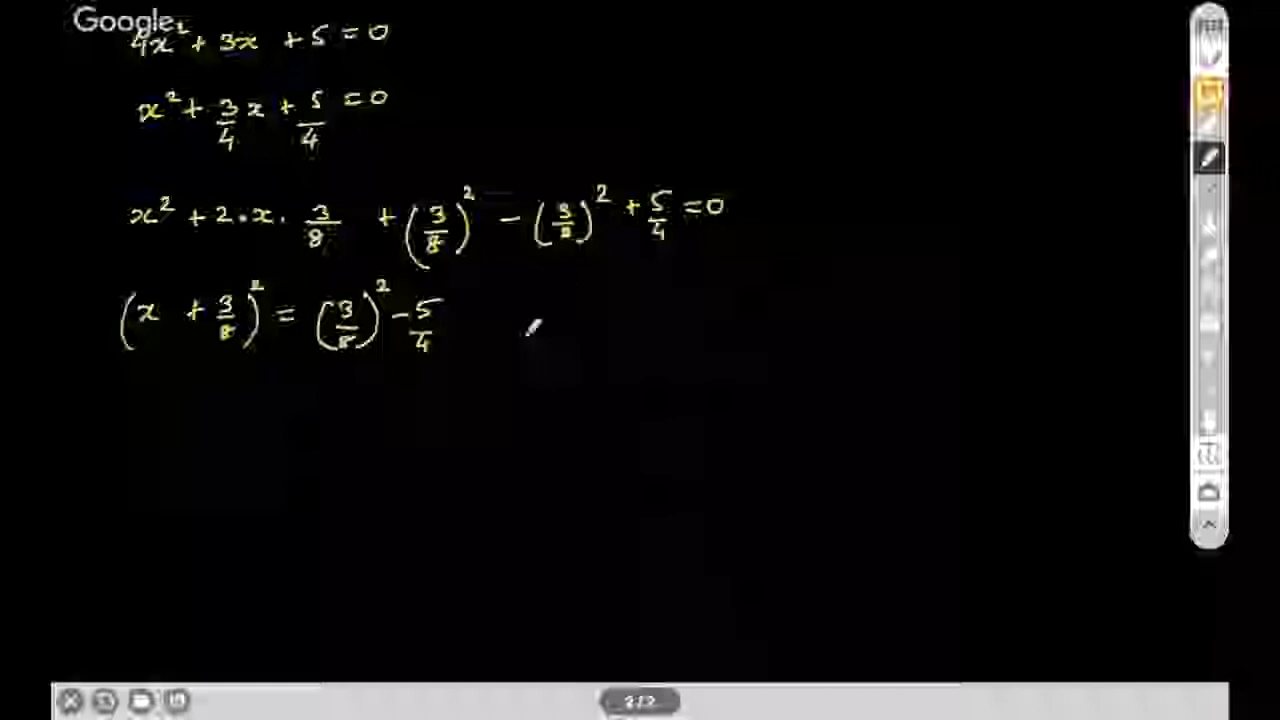 Google
4x² + 3x + 5 = 0
x² + 3/4 x + 5/4 = 0
x² + 2·x· 3/8 + (3/8)² - (3/8)² + 5/4 = 0
(x + 3/8)² = (3/8)² - 5/4